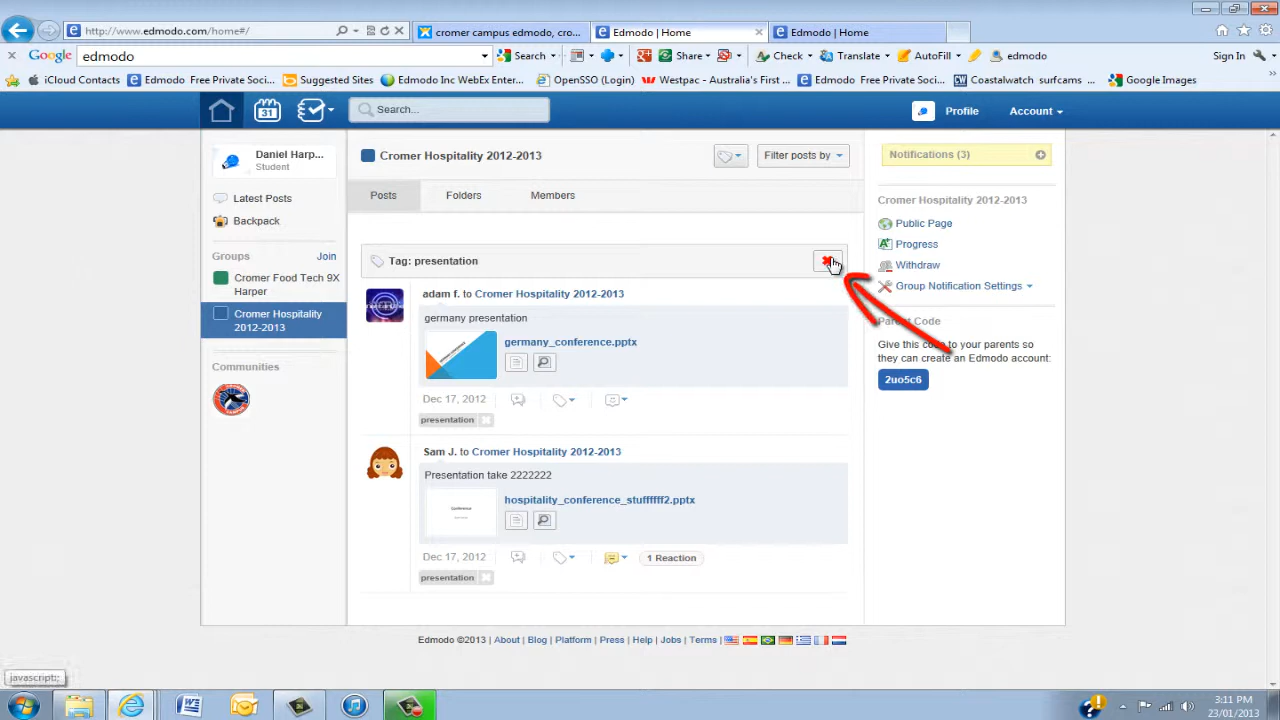 http://www.edmodo.com/home#/
cromer campus edmodo, cro...
Edmodo | Home
Edmodo | Home
Google
edmodo
Search
Share
Check
Translate
AutoFill
edmodo
Sign In
iCloud Contacts
Edmodo Free Private Soci...
Suggested Sites
Edmodo Inc WebEx Enter...
OpenSSO (Login)
Westpac - Australia's First ...
Edmodo Free Private Soci...
Coastalwatch surfcams ...
Google Images
31
Search...
Profile
Account
Daniel Harp...
Student
Latest Posts
Backpack
Groups
Join
Cromer Food Tech 9X
Harper
Cromer Hospitality
2012-2013
Communities
Cromer Hospitality 2012-2013
Filter posts by
Posts
Folders
Members
Tag: presentation
adam f. to Cromer Hospitality 2012-2013
germany presentation
germany_conference.pptx
Dec 17, 2012
presentation
Sam J. to Cromer Hospitality 2012-2013
Presentation take 2222222
Conference
hospitality_conference_stuffffff2.pptx
Dec 17, 2012
1 Reaction
presentation
Notifications (3)
Cromer Hospitality 2012-2013
Public Page
Progress
Withdraw
Group Notification Settings
Parent Code
Give this code to your parents so
they can create an Edmodo account:
2uo5c6
Edmodo ©2013 | About | Blog | Platform | Press | Help | Jobs | Terms |
javascript:;
3:11 PM
23/01/2013